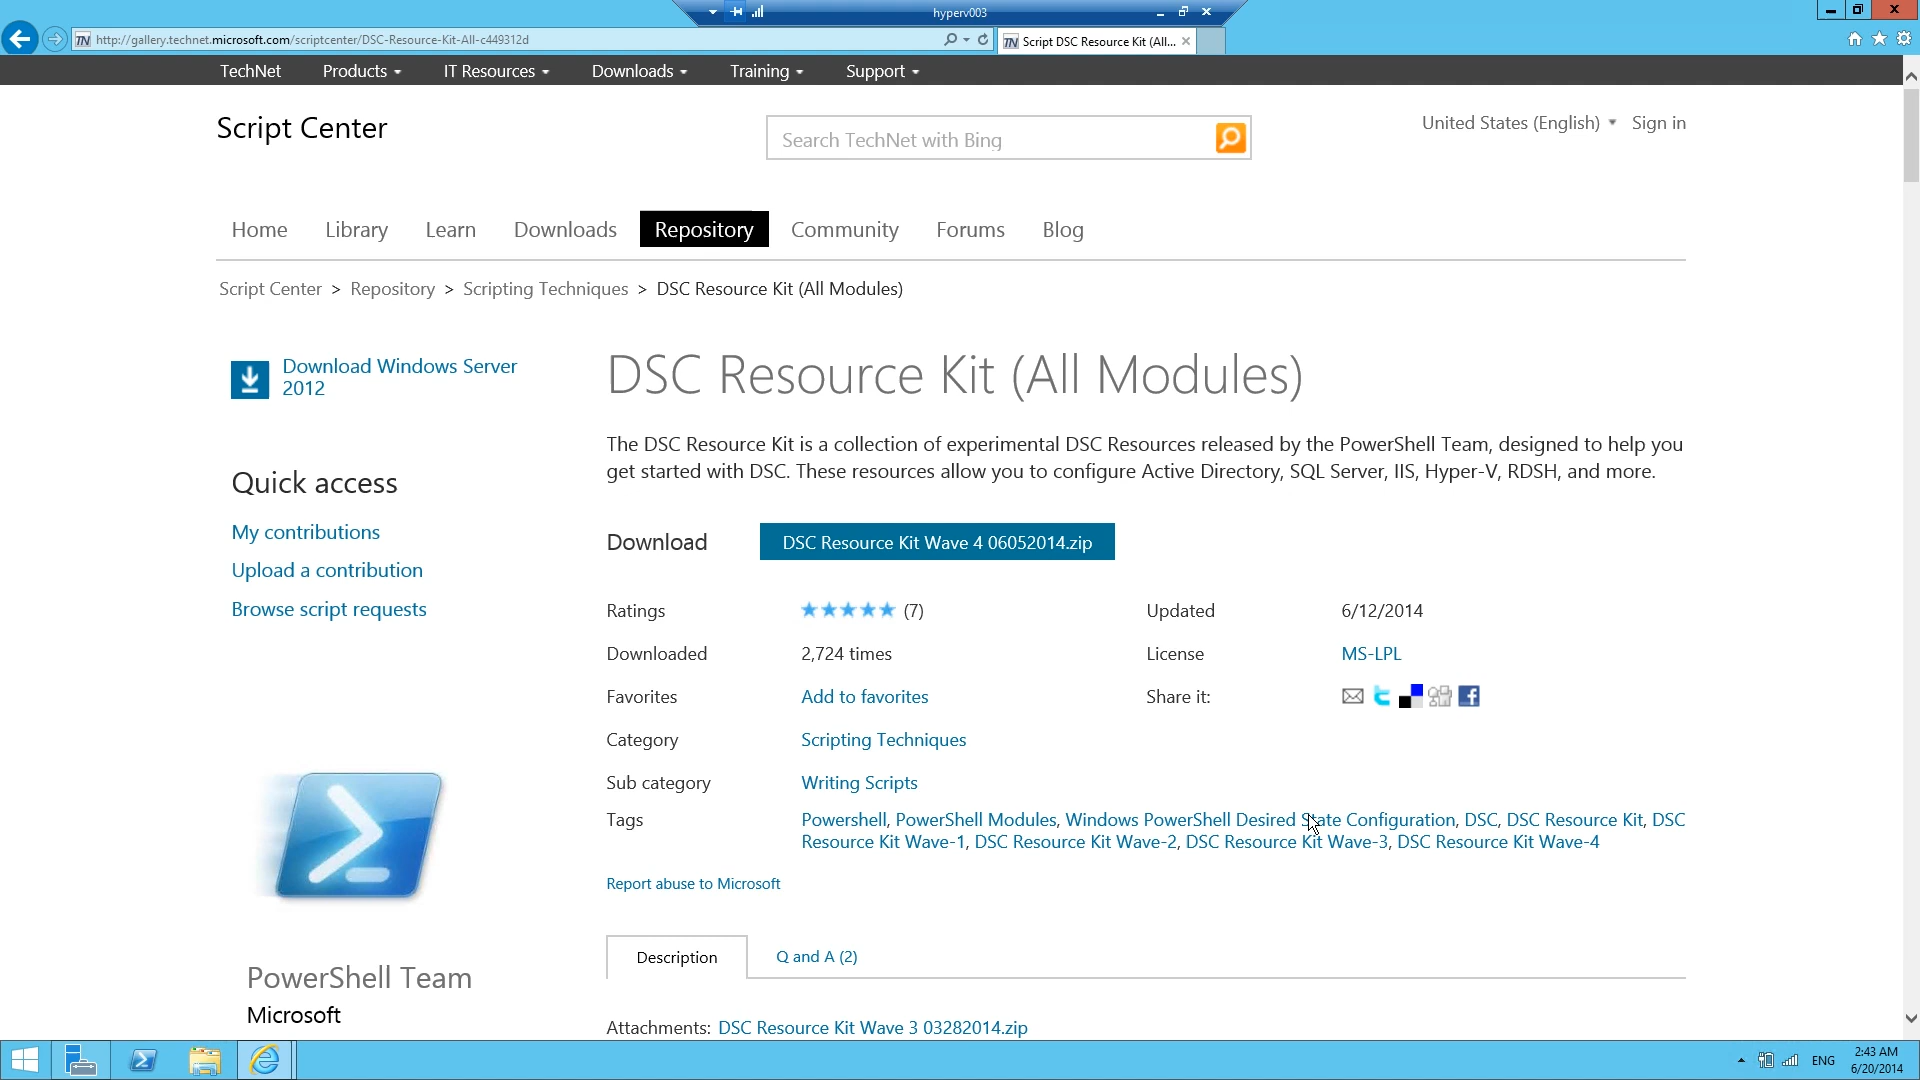 hyperv003
http://gallery.technet.microsoft.com/scriptcenter/DSC-Resource-Kit-All-c449312d
TN Script DSC Resource Kit (All...
TechNet Products IT Resources Downloads Training Support
Script Center
Search TechNet with Bing
United States (English) Sign in
Home Library Learn Downloads Repository Community Forums Blog
Script Center > Repository > Scripting Techniques > DSC Resource Kit (All Modules)
Download Windows Server
2012
Quick access
My contributions
Upload a contribution
Browse script requests
PowerShell Team
Microsoft
DSC Resource Kit (All Modules)
The DSC Resource Kit is a collection of experimental DSC Resources released by the PowerShell Team, designed to help you
get started with DSC. These resources allow you to configure Active Directory, SQL Server, IIS, Hyper-V, RDSH, and more.
Download DSC Resource Kit Wave 4 06052014.zip
Ratings (7) Updated 6/12/2014
Downloaded 2,724 times License MS-LPL
Favorites Add to favorites Share it:
Category Scripting Techniques
Sub category Writing Scripts
Tags Powershell, PowerShell Modules, Windows PowerShell Desired State Configuration, DSC, DSC Resource Kit, DSC
Resource Kit Wave-1, DSC Resource Kit Wave-2, DSC Resource Kit Wave-3, DSC Resource Kit Wave-4
Report abuse to Microsoft
Description Q and A (2)
Attachments: DSC Resource Kit Wave 3 03282014.zip
ENG 2:43 AM
6/20/2014